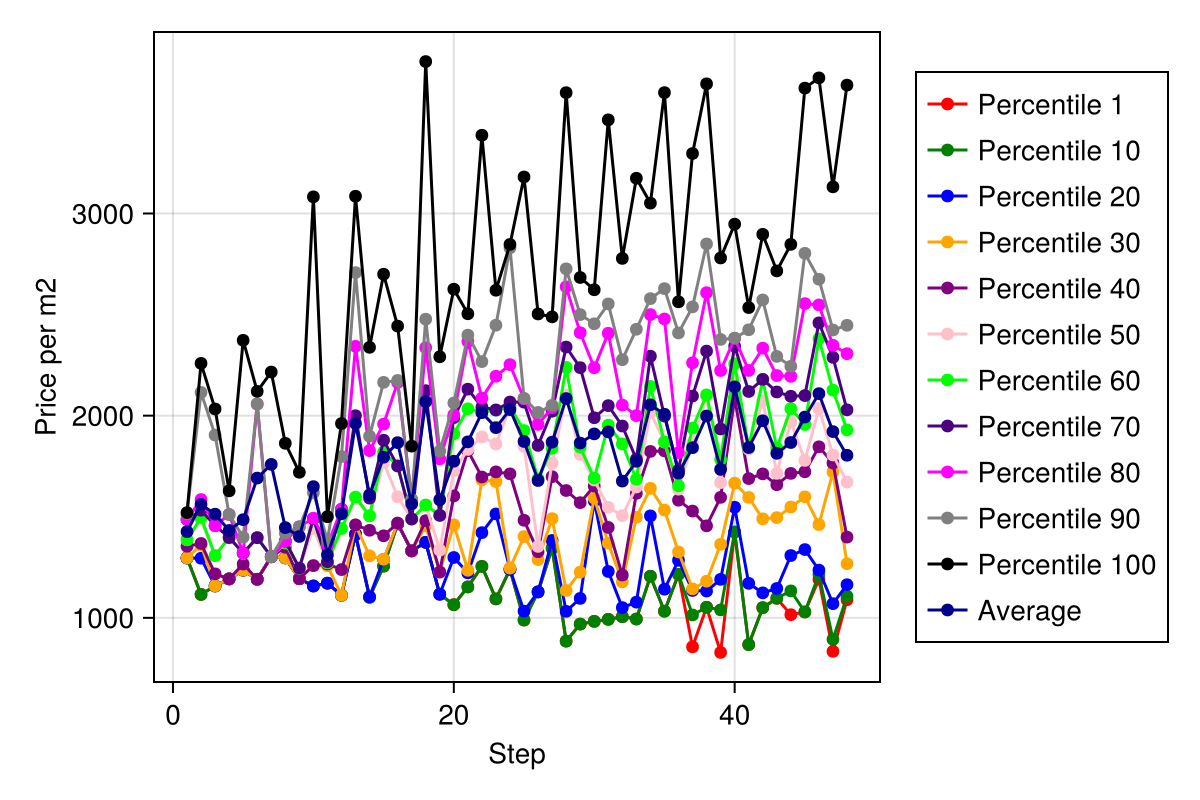 3000
2000
1000
Price per m2
0
20
40
Step
Percentile 1
Percentile 10
Percentile 20
Percentile 30
Percentile 40
Percentile 50
Percentile 60
Percentile 70
Percentile 80
Percentile 90
Percentile 100
Average